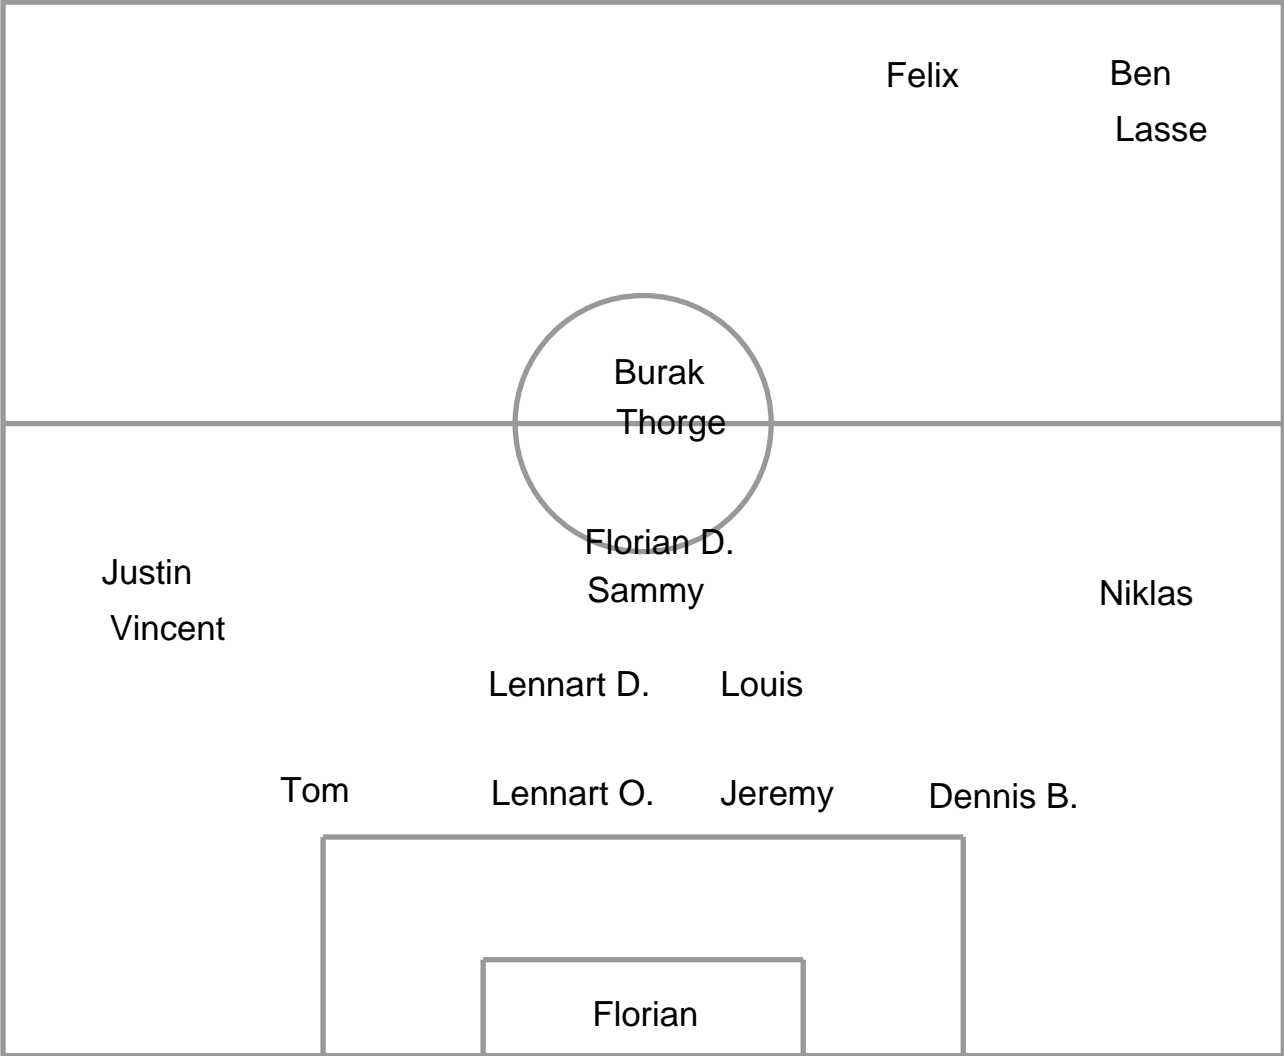 Felix Ben
Lasse
Burak
Thorge
Florian D.
Justin
Sammy
Niklas
Vincent
Lennart D. Louis
Tom Lennart O. Jeremy Dennis B.
Florian